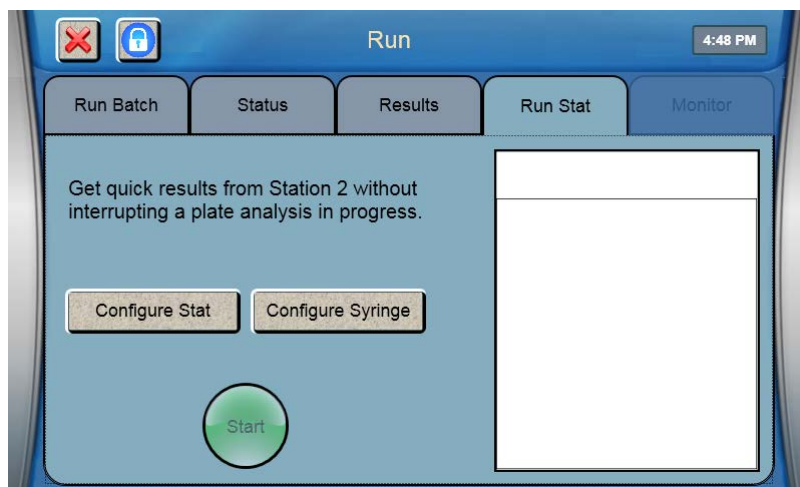 Run
4:48 PM
Run Batch
Status
Results
Run Stat
Monitor
Get quick results from Station 2 without
interrupting a plate analysis in progress.
Configure Stat
Configure Syringe
Start